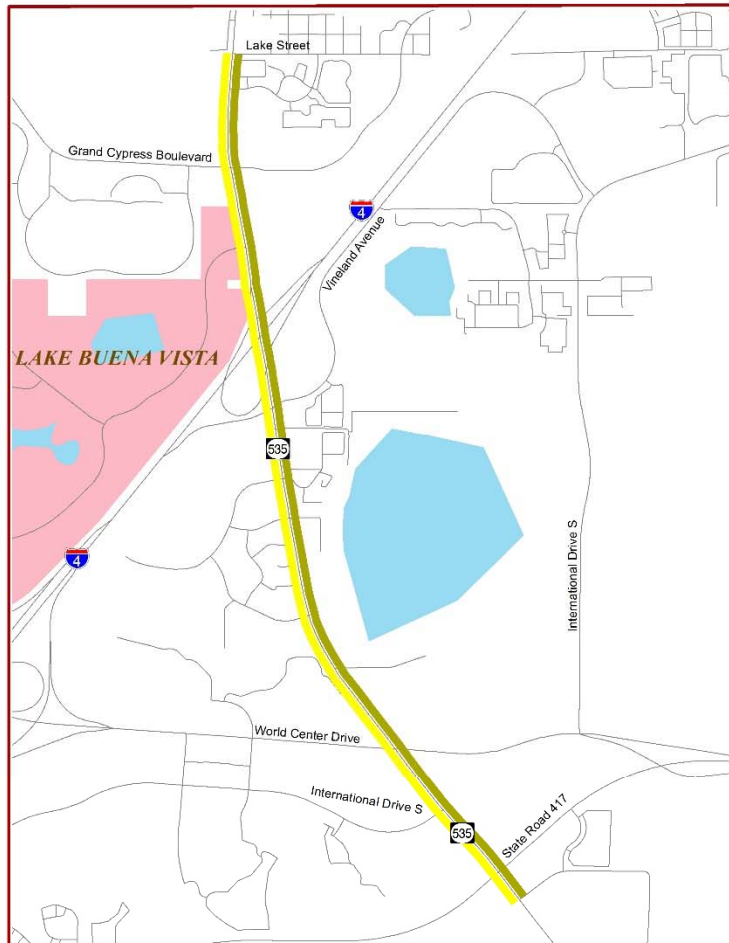 Lake Street
Grand Cypress Boulevard
4
Vineland Avenue
LAKE BUENA VISTA
535
4
International Drive S
World Center Drive
International Drive S
535
State Road 417